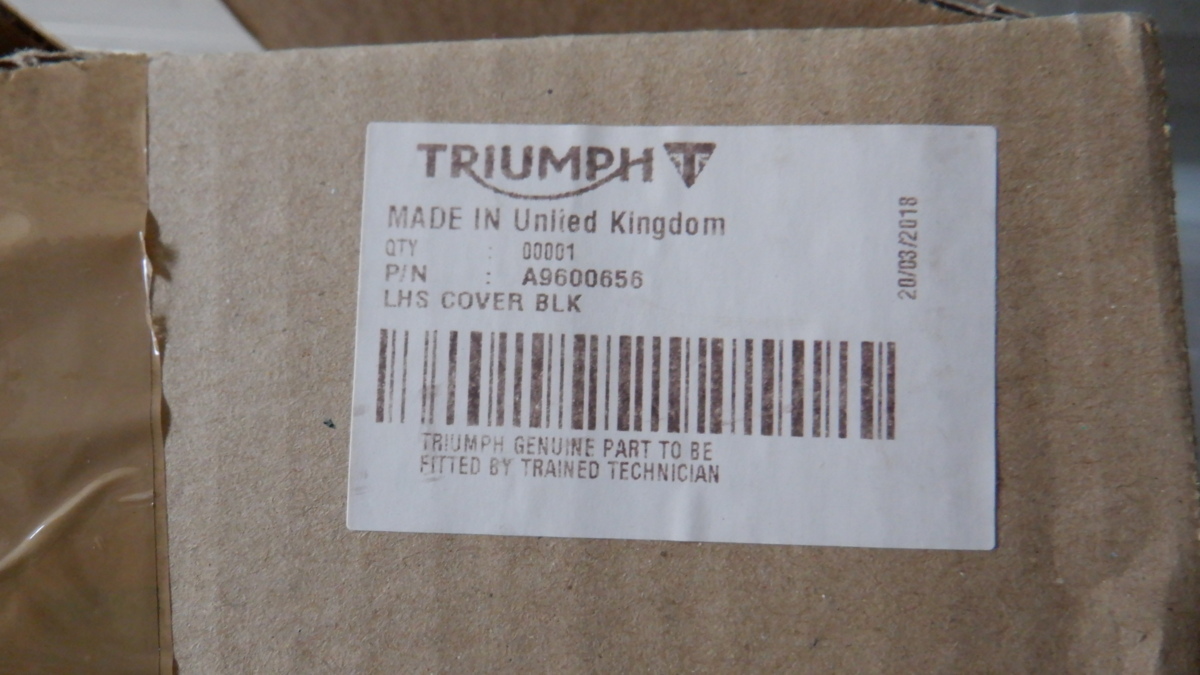 TRIUMPH
MADE IN United Kingdom
QTY : 00001
P/N : A9600656
LHS COVER BLK
TRIUMPH GENUINE PART TO BE
FITTED BY TRAINED TECHNICIAN
20/03/2018